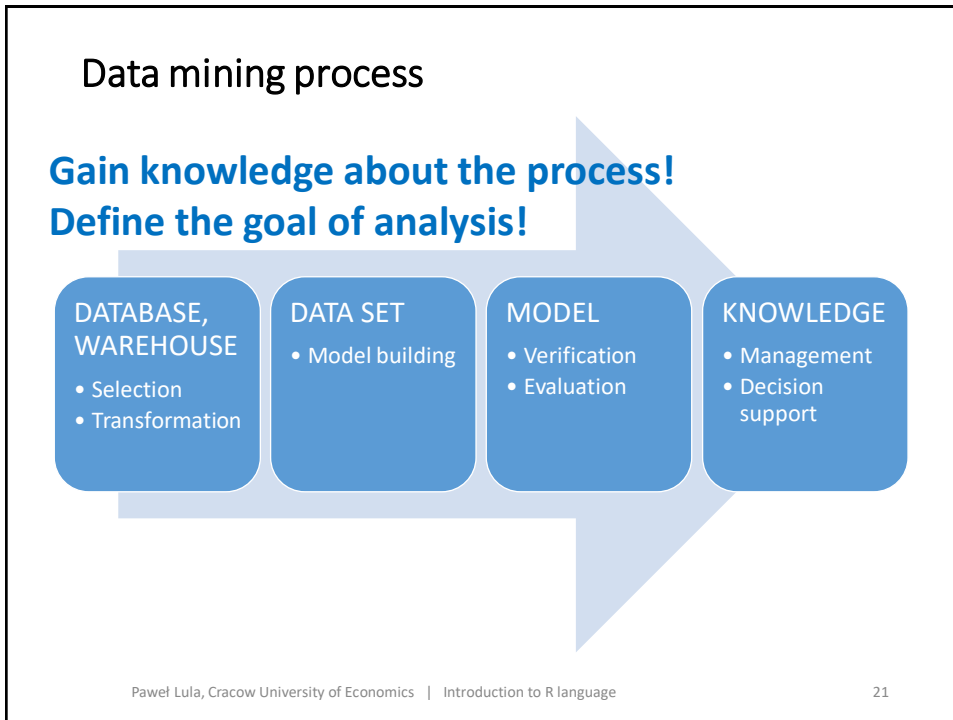 Data mining process
Gain knowledge about the process!
Define the goal of analysis!
DATABASE,
WAREHOUSE
• Selection
• Transformation
DATA SET
• Model building
MODEL
• Verification
• Evaluation
KNOWLEDGE
• Management
• Decision
support
Paweł Lula, Cracow University of Economics | Introduction to R language
21